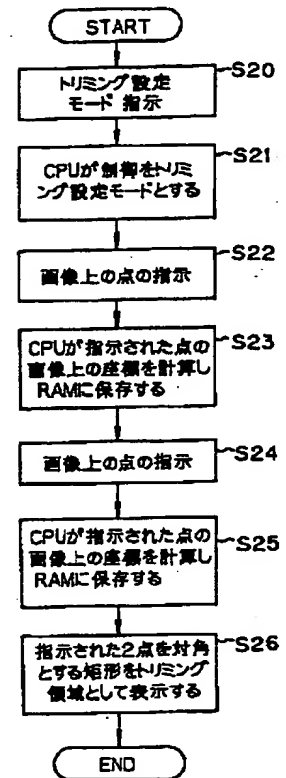 START
S20
トリミング設定
モード 指示
S21
CPUが制御をトリミ
ング設定モードとする
S22
画像上の点の指示
S23
CPUが指示された点の
画像上の座標を計算し
RAMに保存する
S24
画像上の点の指示
S25
CPUが指示された点の
画像上の座標を計算し
RAMに保存する
S26
指示された2点を対角
とする矩形をトリミング
領域として表示する
END